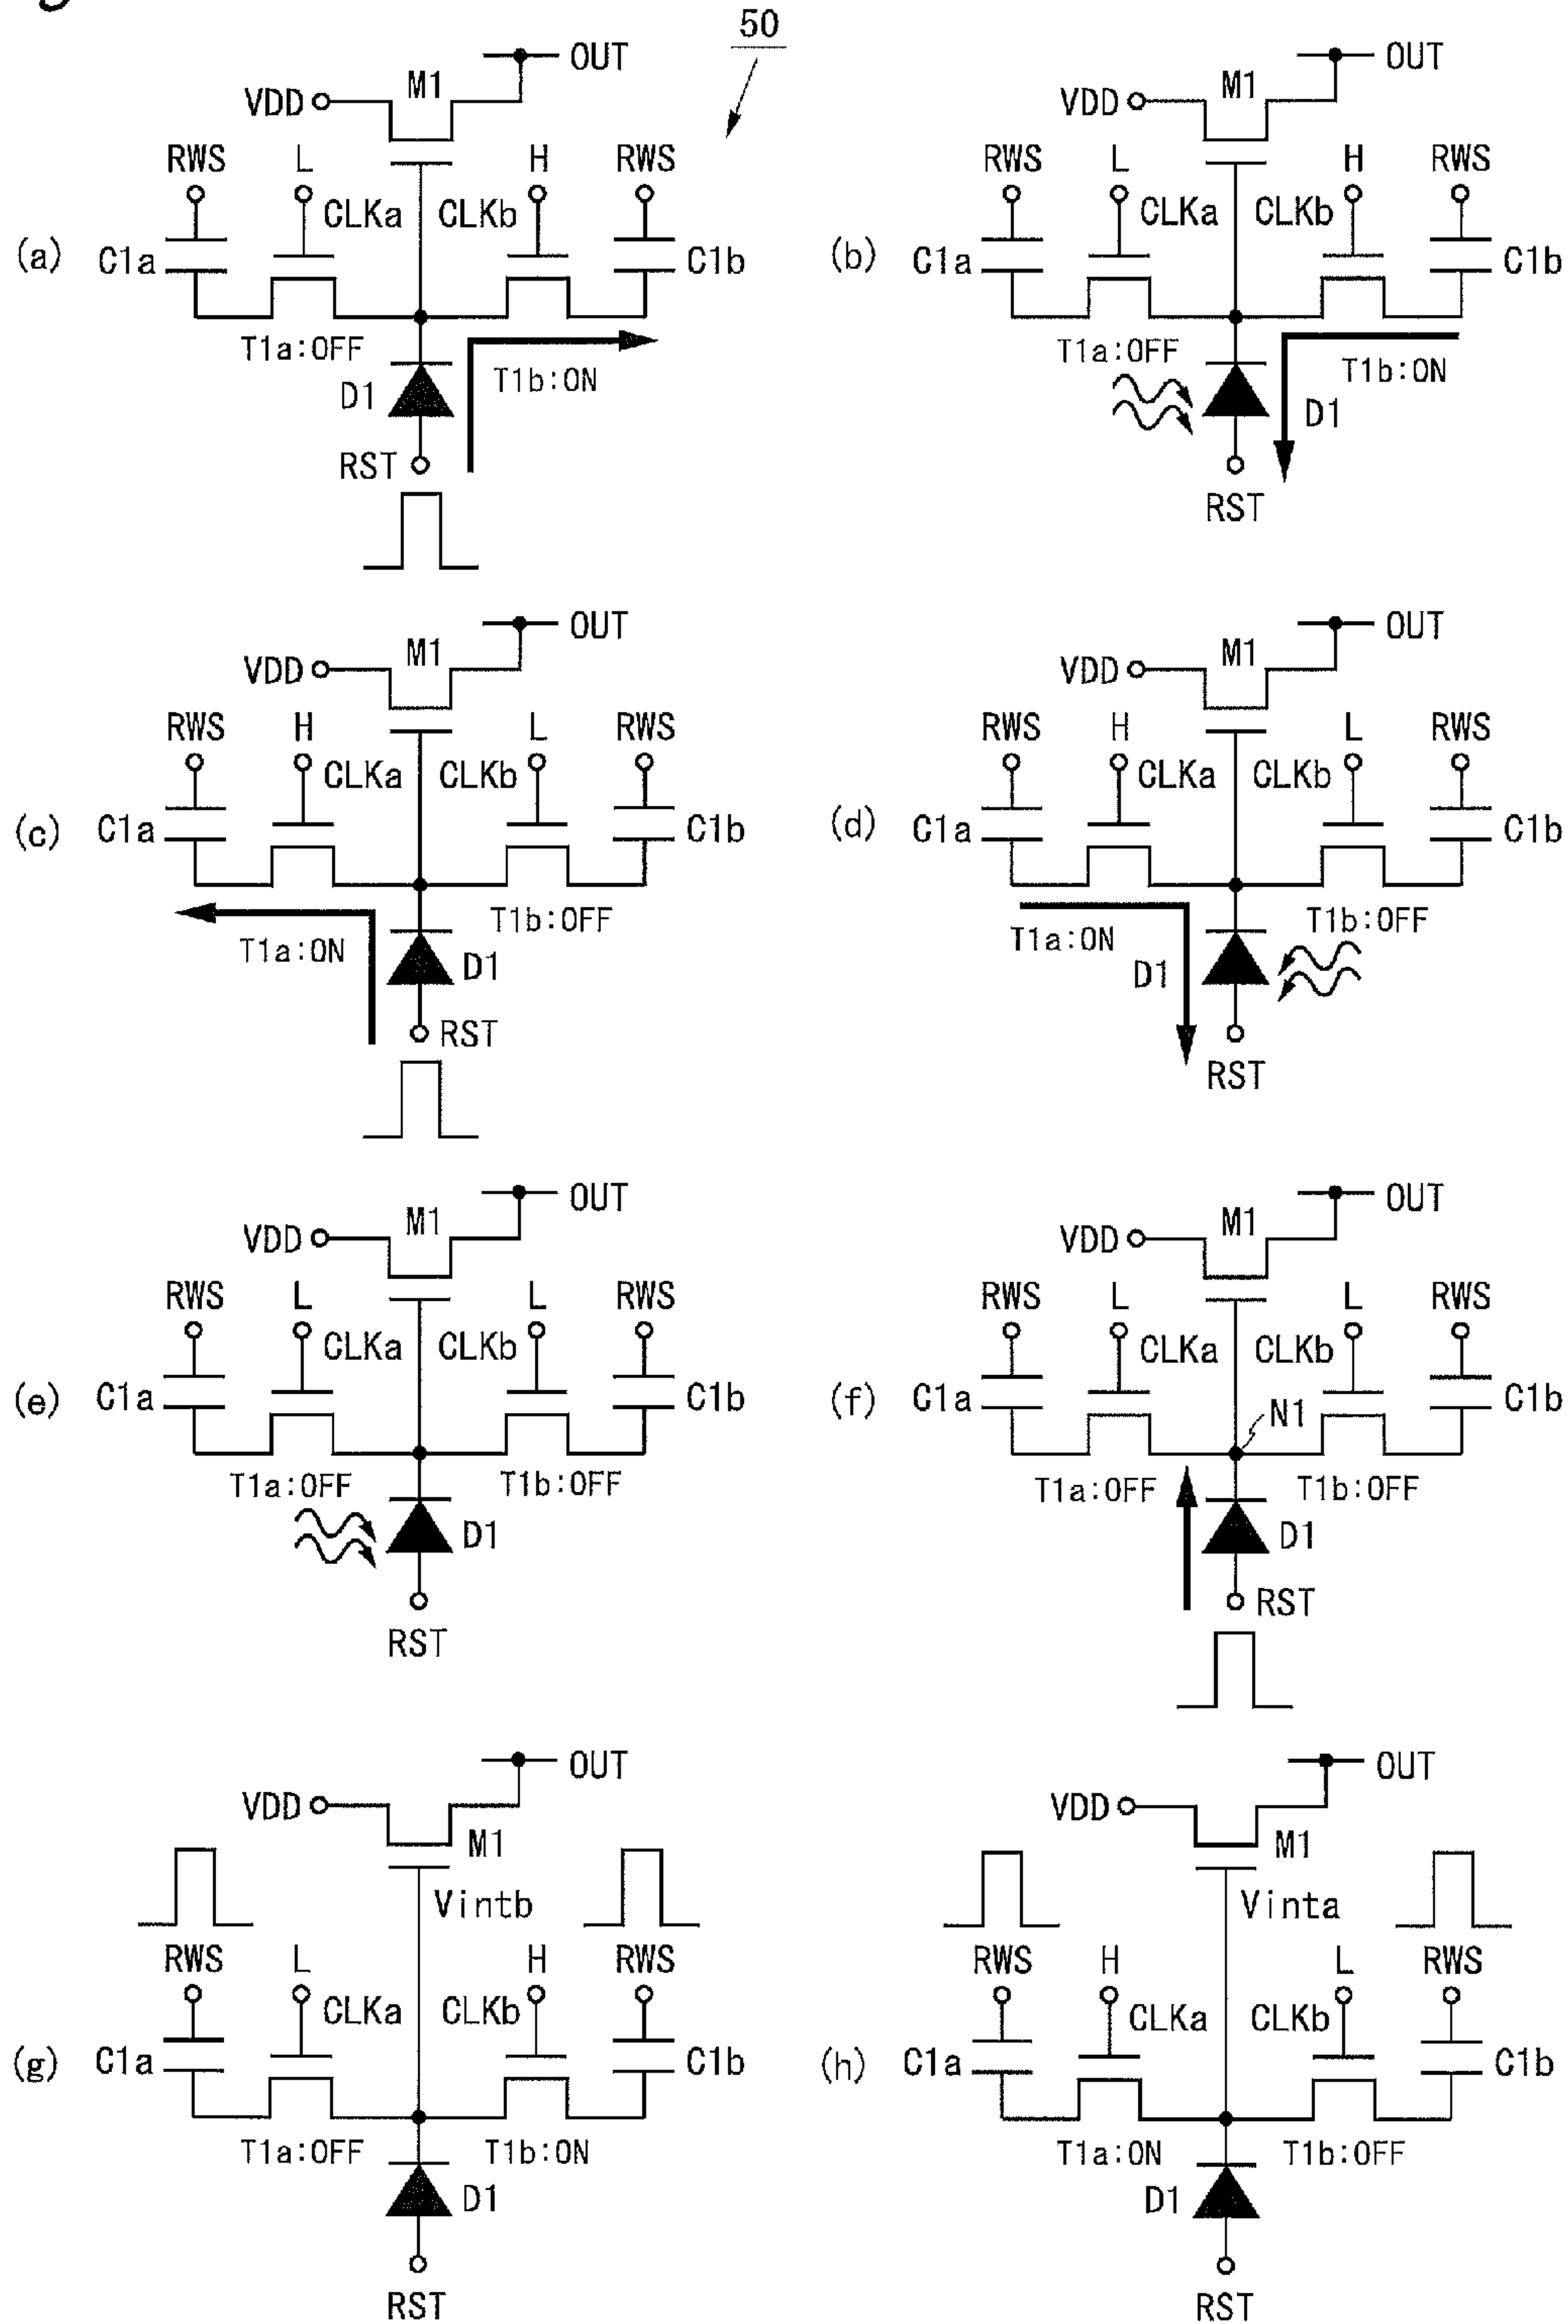 50
(a)
OUT
M1
VDD
RWS
L
H
RWS
CLKa
CLKb
C1a
C1b
T1a:OFF
T1b:ON
D1
RST
(b)
OUT
M1
VDD
RWS
L
H
RWS
CLKa
CLKb
C1a
C1b
T1a:OFF
T1b:ON
D1
RST
(c)
OUT
M1
VDD
RWS
H
L
RWS
CLKa
CLKb
C1a
C1b
T1a:ON
T1b:OFF
D1
RST
(d)
OUT
M1
VDD
RWS
H
L
RWS
CLKa
CLKb
C1a
C1b
T1a:ON
T1b:OFF
D1
RST
(e)
OUT
M1
VDD
RWS
L
L
RWS
CLKa
CLKb
C1a
C1b
T1a:OFF
T1b:OFF
D1
RST
(f)
OUT
M1
VDD
RWS
L
L
RWS
CLKa
CLKb
C1a
C1b
N1
T1a:OFF
T1b:OFF
D1
RST
(g)
OUT
VDD
M1
Vintb
RWS
L
H
RWS
CLKa
CLKb
C1a
C1b
T1a:OFF
T1b:ON
D1
RST
(h)
OUT
VDD
M1
Vinta
RWS
H
L
RWS
CLKa
CLKb
C1a
C1b
T1a:ON
T1b:OFF
D1
RST